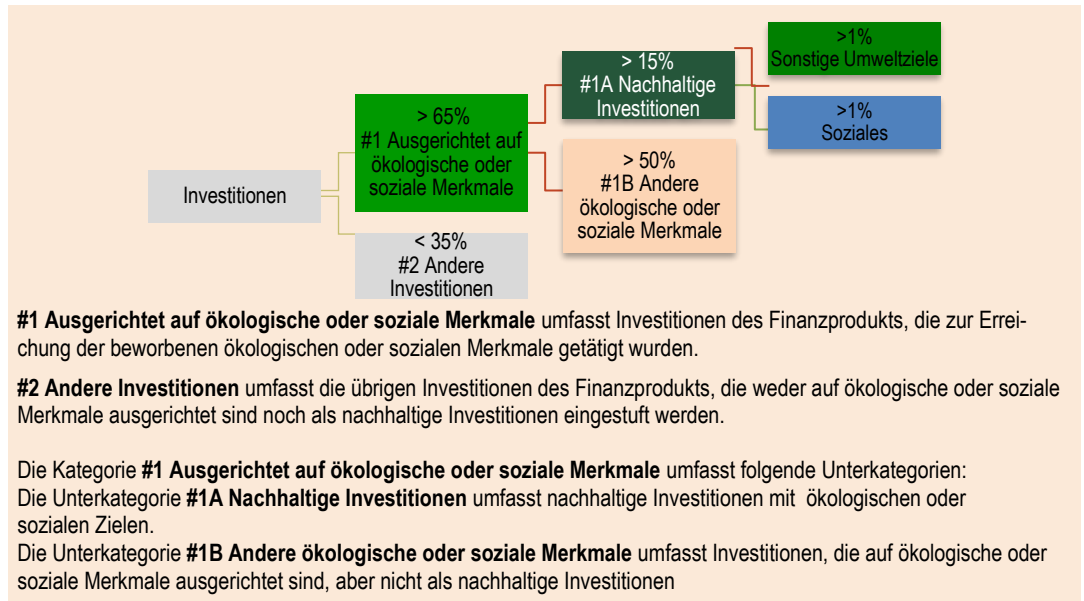 >1%
Sonstige Umweltziele
> 15%
#1A Nachhaltige
Investitionen
>1%
Soziales
> 65%
#1 Ausgerichtet auf
ökologische oder
soziale Merkmale
> 50%
#1B Andere
ökologische oder
soziale Merkmale
Investitionen
< 35%
#2 Andere
Investitionen
#1 Ausgerichtet auf ökologische oder soziale Merkmale umfasst Investitionen des Finanzprodukts, die zur Errei-
chung der beworbenen ökologischen oder sozialen Merkmale getätigt wurden.
#2 Andere Investitionen umfasst die übrigen Investitionen des Finanzprodukts, die weder auf ökologische oder soziale
Merkmale ausgerichtet sind noch als nachhaltige Investitionen eingestuft werden.
Die Kategorie #1 Ausgerichtet auf ökologische oder soziale Merkmale umfasst folgende Unterkategorien:
Die Unterkategorie #1A Nachhaltige Investitionen umfasst nachhaltige Investitionen mit ökologischen oder
sozialen Zielen.
Die Unterkategorie #1B Andere ökologische oder soziale Merkmale umfasst Investitionen, die auf ökologische oder
soziale Merkmale ausgerichtet sind, aber nicht als nachhaltige Investitionen